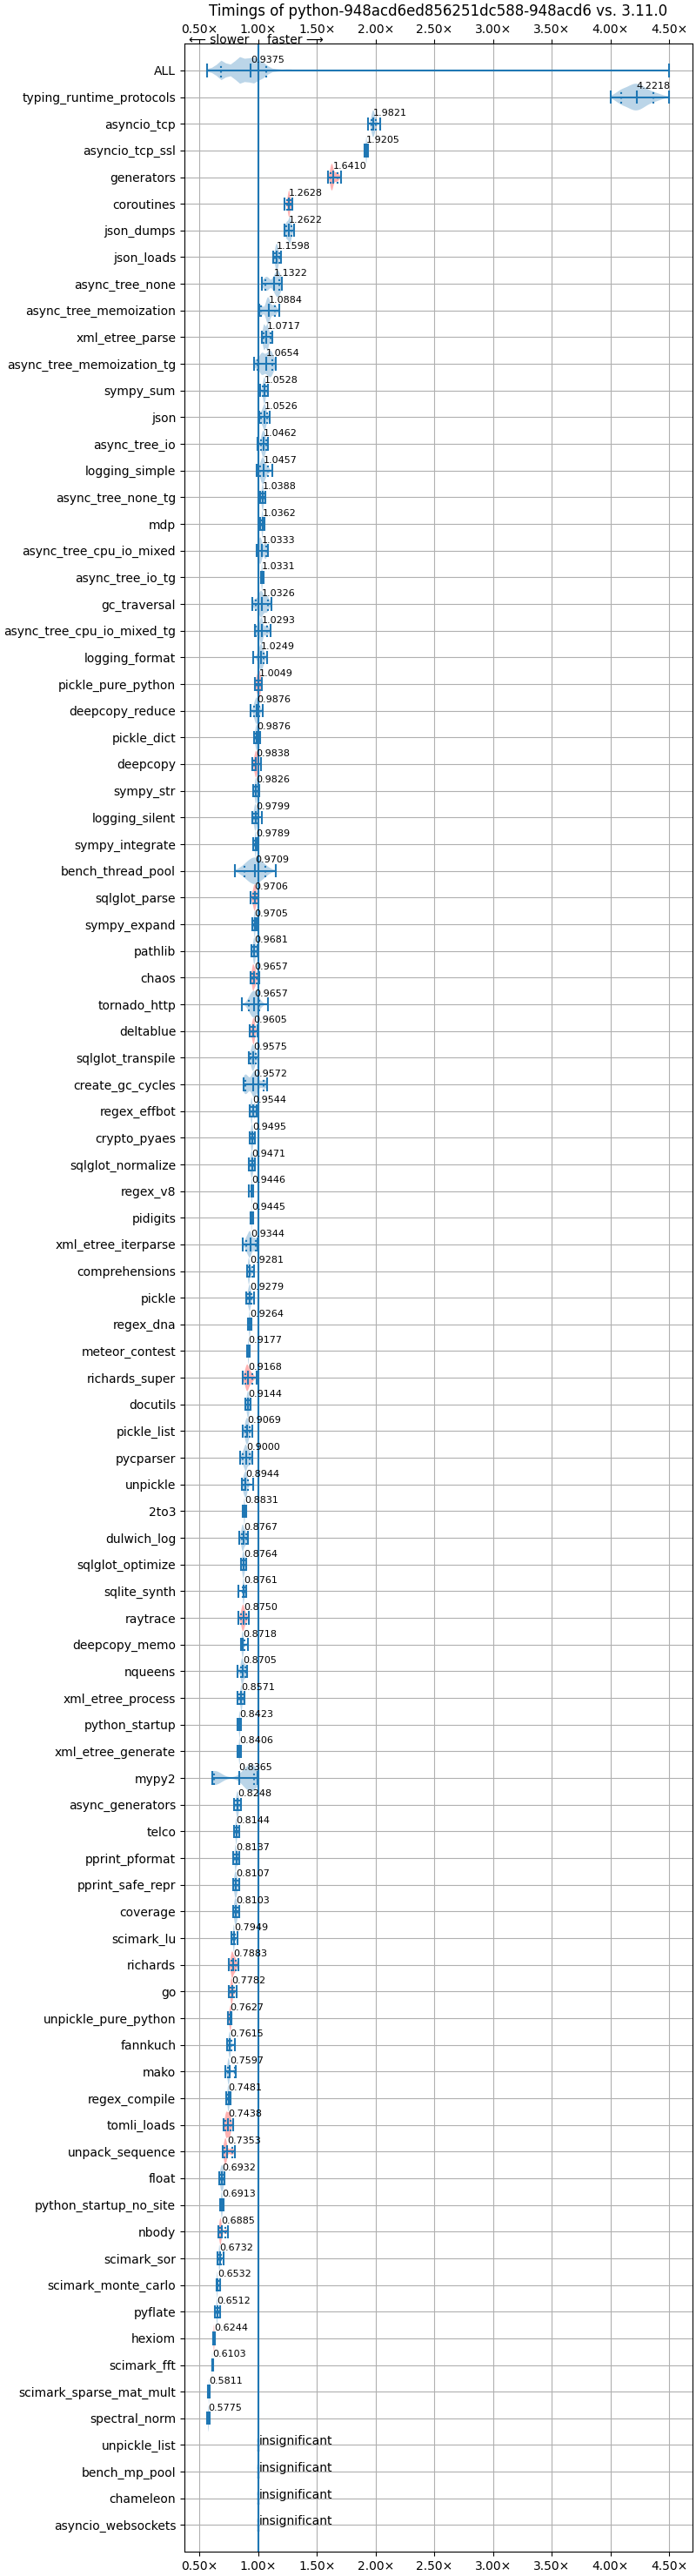 Timings of python-948acd6ed856251dc588-948acd6 vs. 3.11.0
0.50× 1.00× 1.50× 2.00× 2.50× 3.00× 3.50× 4.00× 4.50×
⟵ slower faster ⟶
ALL 0.9375
typing_runtime_protocols 4.2218
asyncio_tcp 1.9821
asyncio_tcp_ssl 1.9205
generators 1.6410
coroutines 1.2628
json_dumps 1.2622
json_loads 1.1598
async_tree_none 1.1322
async_tree_memoization 1.0884
xml_etree_parse 1.0717
async_tree_memoization_tg 1.0654
sympy_sum 1.0528
json 1.0526
async_tree_io 1.0462
logging_simple 1.0457
async_tree_none_tg 1.0388
mdp 1.0362
async_tree_cpu_io_mixed 1.0333
async_tree_io_tg 1.0331
gc_traversal 1.0326
async_tree_cpu_io_mixed_tg 1.0293
logging_format 1.0249
pickle_pure_python 1.0049
deepcopy_reduce 0.9876
pickle_dict 0.9876
deepcopy 0.9838
sympy_str 0.9826
logging_silent 0.9799
sympy_integrate 0.9789
bench_thread_pool 0.9709
sqlglot_parse 0.9706
sympy_expand 0.9705
pathlib 0.9681
chaos 0.9657
tornado_http 0.9657
deltablue 0.9605
sqlglot_transpile 0.9575
create_gc_cycles 0.9572
regex_effbot 0.9544
crypto_pyaes 0.9495
sqlglot_normalize 0.9471
regex_v8 0.9446
pidigits 0.9445
xml_etree_iterparse 0.9344
comprehensions 0.9281
pickle 0.9279
regex_dna 0.9264
meteor_contest 0.9177
richards_super 0.9168
docutils 0.9144
pickle_list 0.9069
pycparser 0.9000
unpickle 0.8944
2to3 0.8831
dulwich_log 0.8767
sqlglot_optimize 0.8764
sqlite_synth 0.8761
raytrace 0.8750
deepcopy_memo 0.8718
nqueens 0.8705
xml_etree_process 0.8571
python_startup 0.8423
xml_etree_generate 0.8406
mypy2 0.8365
async_generators 0.8248
telco 0.8144
pprint_pformat 0.8137
pprint_safe_repr 0.8107
coverage 0.8103
scimark_lu 0.7949
richards 0.7883
go 0.7782
unpickle_pure_python 0.7627
fannkuch 0.7615
mako 0.7597
regex_compile 0.7481
tomli_loads 0.7438
unpack_sequence 0.7353
float 0.6932
python_startup_no_site 0.6913
nbody 0.6885
scimark_sor 0.6732
scimark_monte_carlo 0.6532
pyflate 0.6512
hexiom 0.6244
scimark_fft 0.6103
scimark_sparse_mat_mult 0.5811
spectral_norm 0.5775
unpickle_list insignificant
bench_mp_pool insignificant
chameleon insignificant
asyncio_websockets insignificant
0.50× 1.00× 1.50× 2.00× 2.50× 3.00× 3.50× 4.00× 4.50×